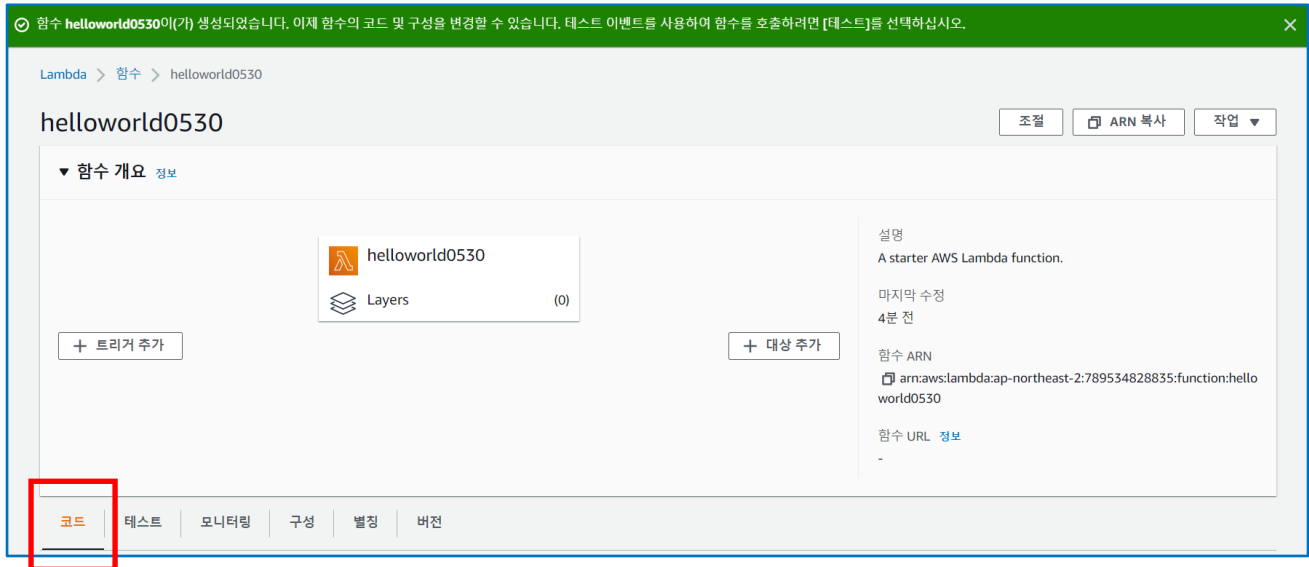 함수 helloworld0530이(가) 생성되었습니다. 이제 함수의 코드 및 구성을 변경할 수 있습니다. 테스트 이벤트를 사용하여 함수를 호출하려면 [테스트]를 선택하십시오.
Lambda > 함수 > helloworld0530
helloworld0530
조절
ARN 복사
작업 ▼
▼ 함수 개요 정보
helloworld0530
Layers (0)
+ 트리거 추가
+ 대상 추가
설명
A starter AWS Lambda function.
마지막 수정
4분 전
함수 ARN
arn:aws:lambda:ap-northeast-2:789534828835:function:hello
world0530
함수 URL 정보
-
코드 테스트 모니터링 구성 별칭 버전